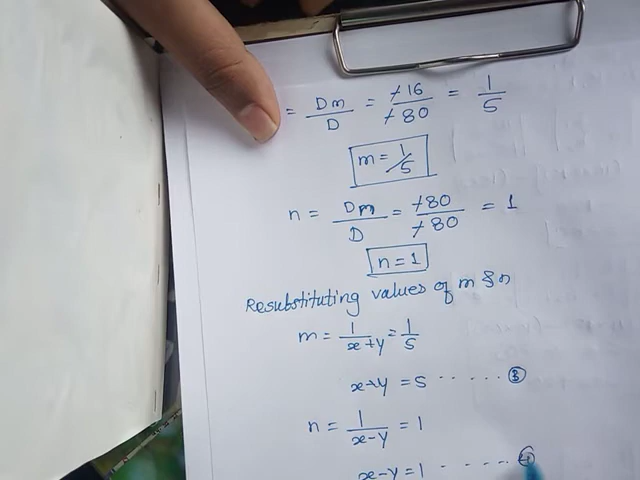 = Dm/D = -16/-80 = 1/5
m = 1/5
n = Dm/D = -80/-80 = 1
n = 1
Resubstituting values of m & n
m = 1/x+y = 1/5
x+y = 5 ..... ③
n = 1/x-y = 1
x-y = 1 ..... ④